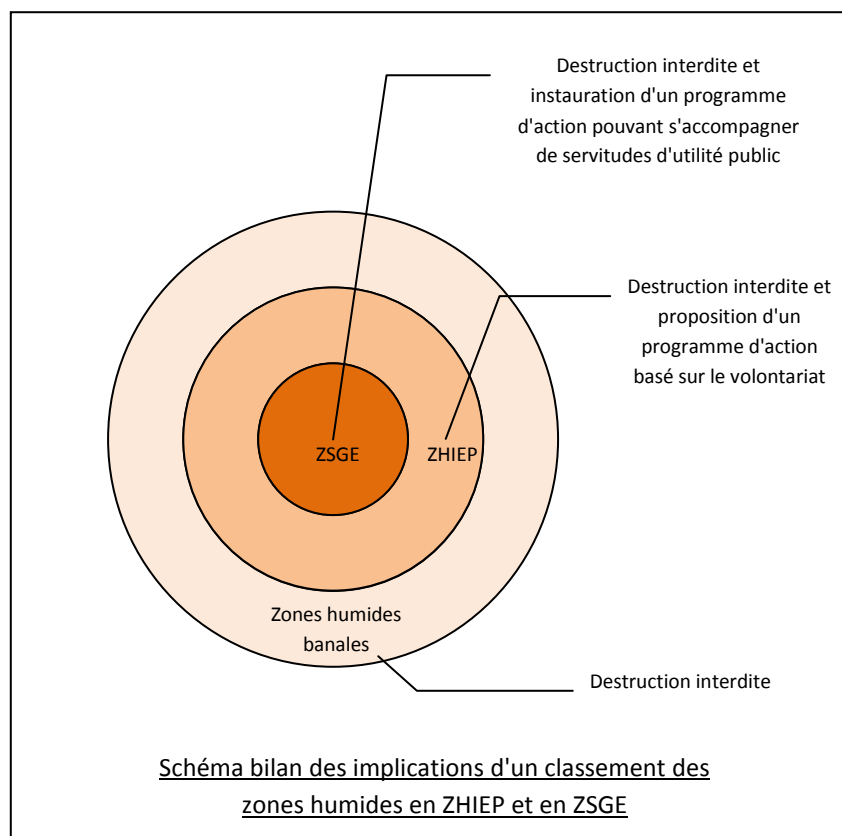 Destruction interdite et
instauration d'un programme
d'action pouvant s'accompagner
de servitudes d'utilité public
Destruction interdite et
proposition d'un
programme d'action
basé sur le volontariat
ZSGE
ZHIEP
Zones humides
banales
Destruction interdite
Schéma bilan des implications d'un classement des
zones humides en ZHIEP et en ZSGE